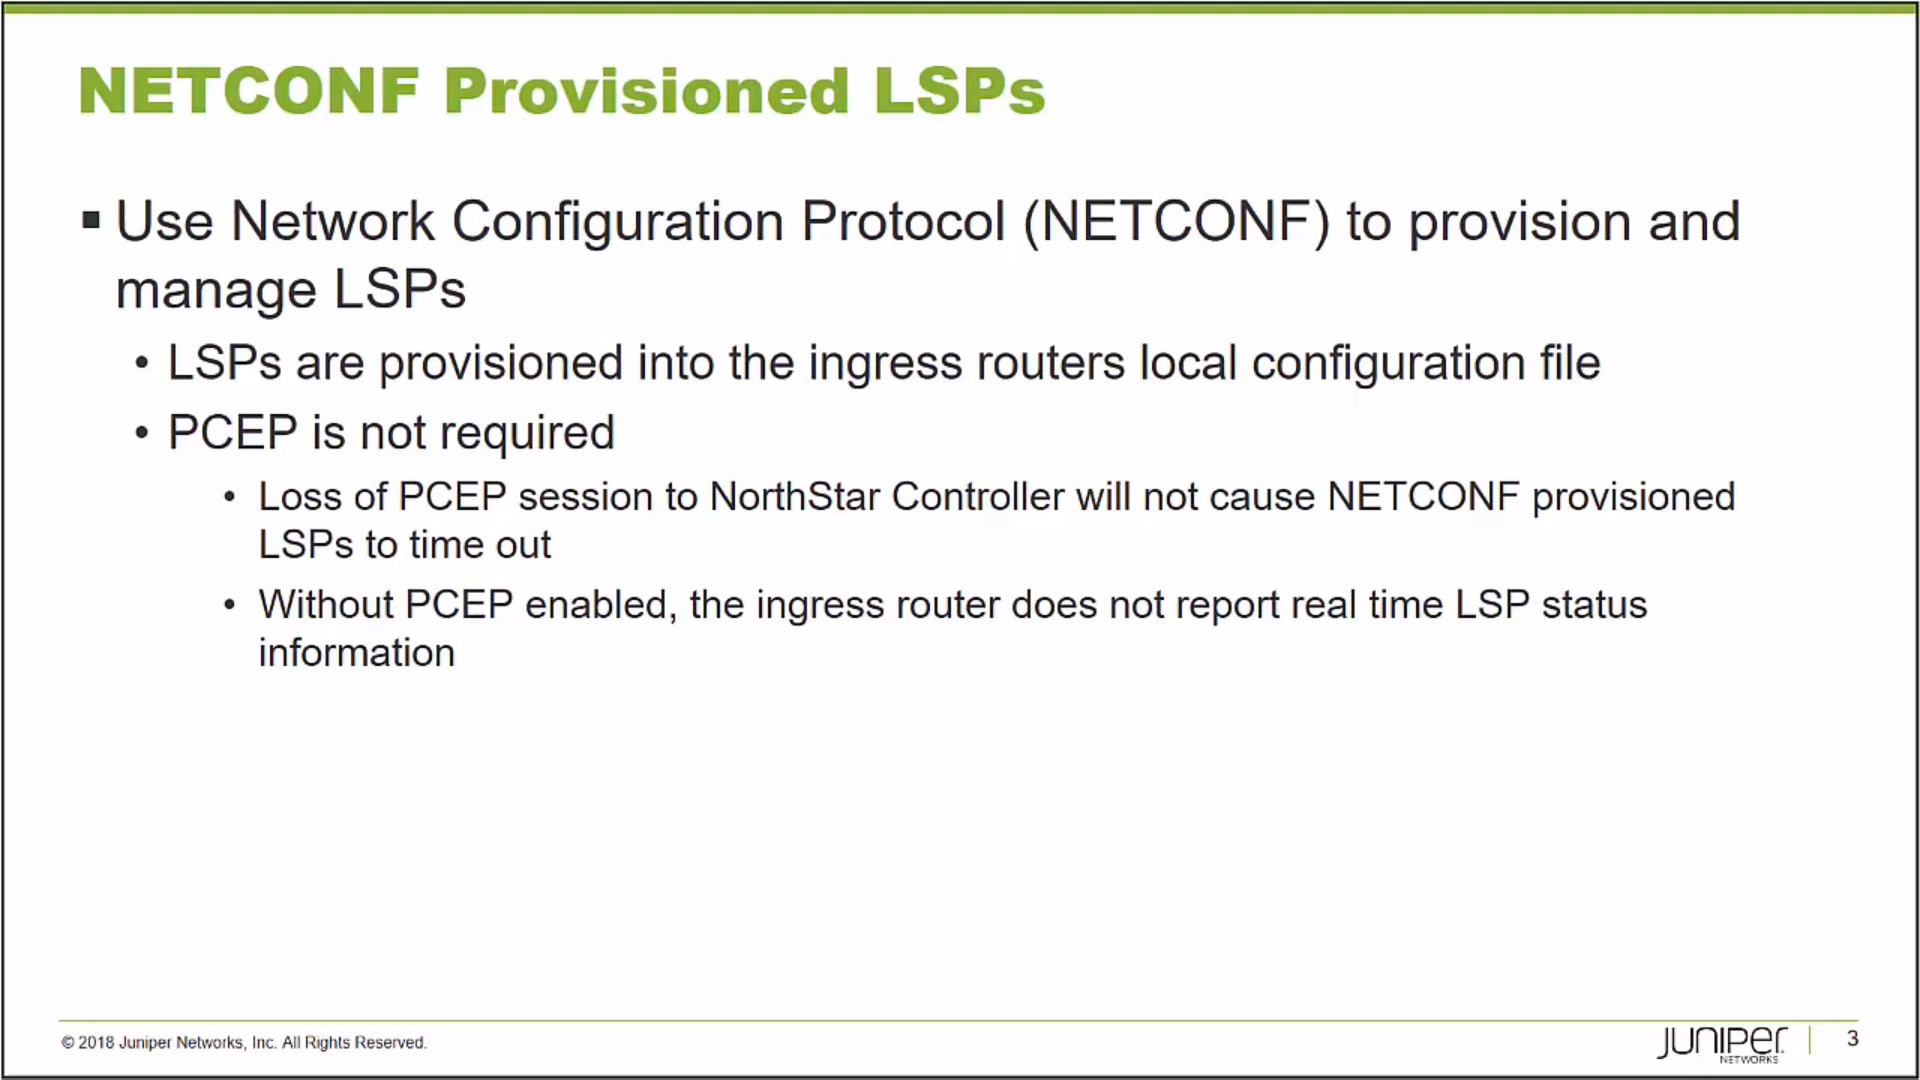 NETCONF Provisioned LSPs
▪ Use Network Configuration Protocol (NETCONF) to provision and
manage LSPs
• LSPs are provisioned into the ingress routers local configuration file
• PCEP is not required
• Loss of PCEP session to NorthStar Controller will not cause NETCONF provisioned
LSPs to time out
• Without PCEP enabled, the ingress router does not report real time LSP status
information
© 2018 Juniper Networks, Inc. All Rights Reserved.
JUNIPER
NETWORKS
3